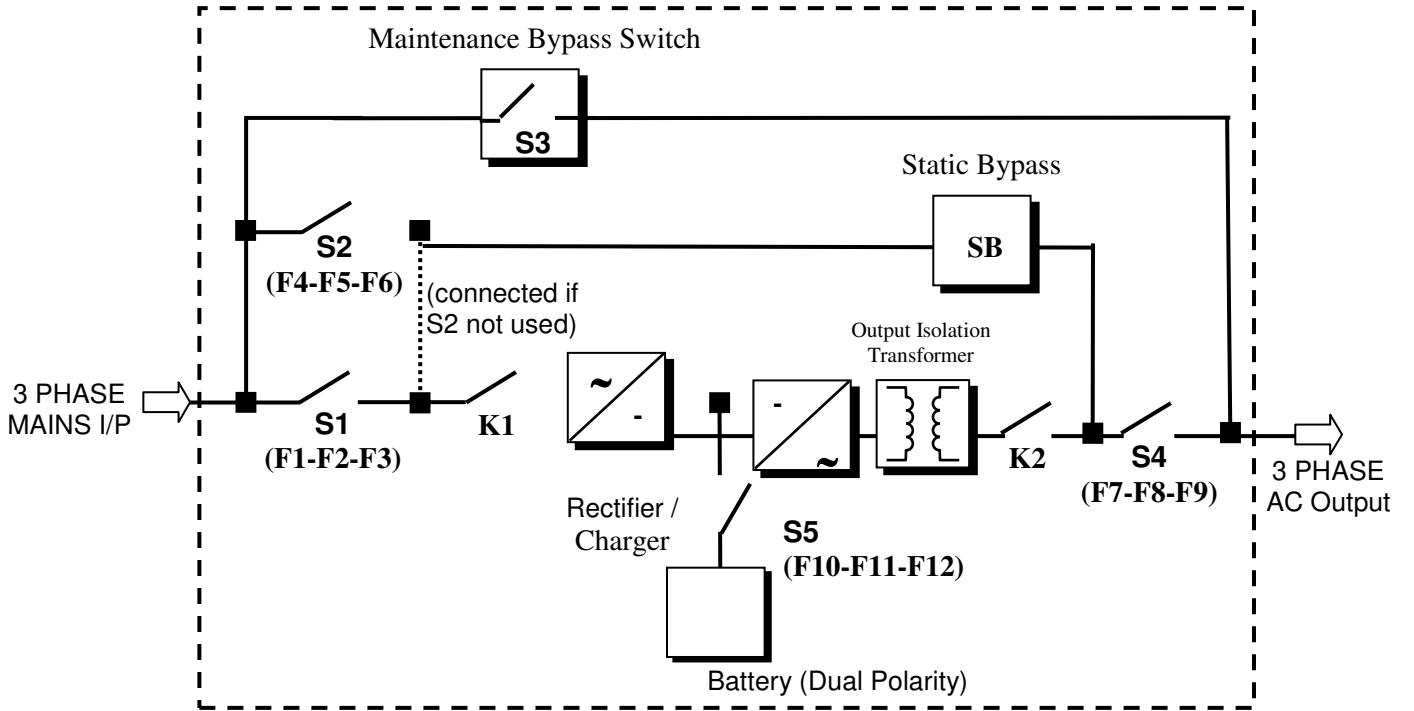 Maintenance Bypass Switch
S3
Static Bypass
SB
S2
(F4-F5-F6)
(connected if
S2 not used)
Output Isolation
Transformer
3 PHASE
MAINS I/P
S1
(F1-F2-F3)
K1
~
-
-
~
K2
S4
(F7-F8-F9)
3 PHASE
AC Output
Rectifier /
Charger
S5
(F10-F11-F12)
Battery (Dual Polarity)